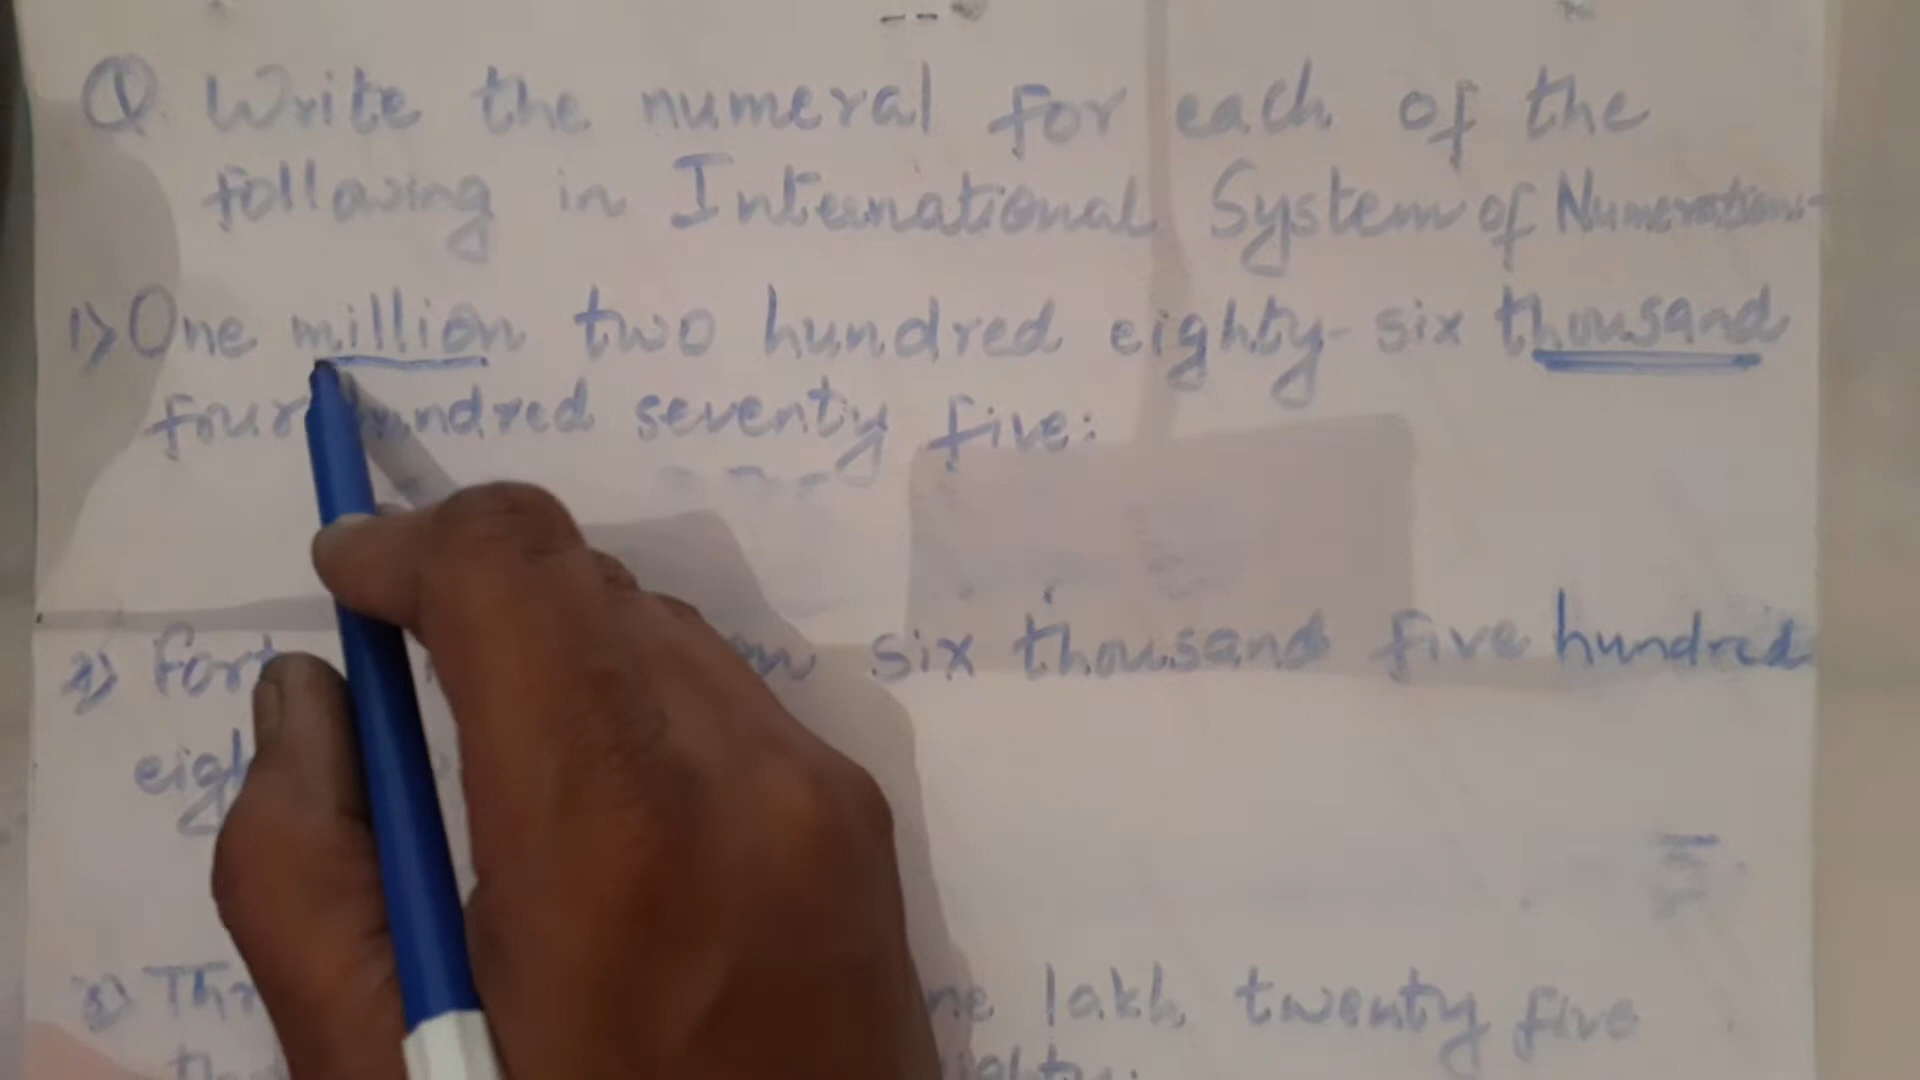 Q. Write the numeral for each of the
following in International System of Numeration:-
1) One million two hundred eighty-six thousand
four hundred seventy five:
2) six thousand five hundred
3) lakh twenty five